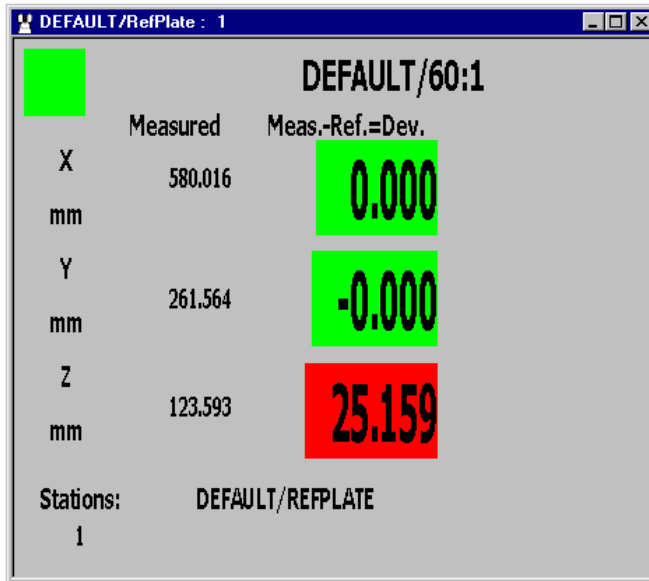 DEFAULT/RefPlate : 1
DEFAULT/60:1
Measured Meas.-Ref.=Dev.
X 580.016 0.000
mm
Y 261.564 -0.000
mm
Z 123.593 25.159
mm
Stations: DEFAULT/REFPLATE
1